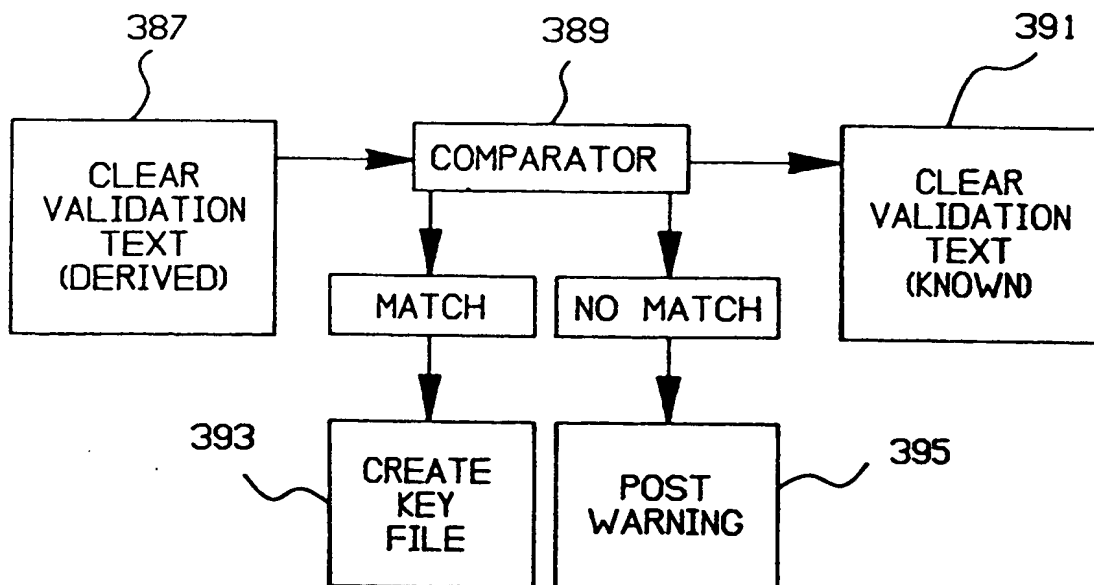 387
389
391
CLEAR
VALIDATION
TEXT
(DERIVED)
COMPARATOR
CLEAR
VALIDATION
TEXT
(KNOWN)
MATCH
NO MATCH
393
CREATE
KEY
FILE
POST
WARNING
395